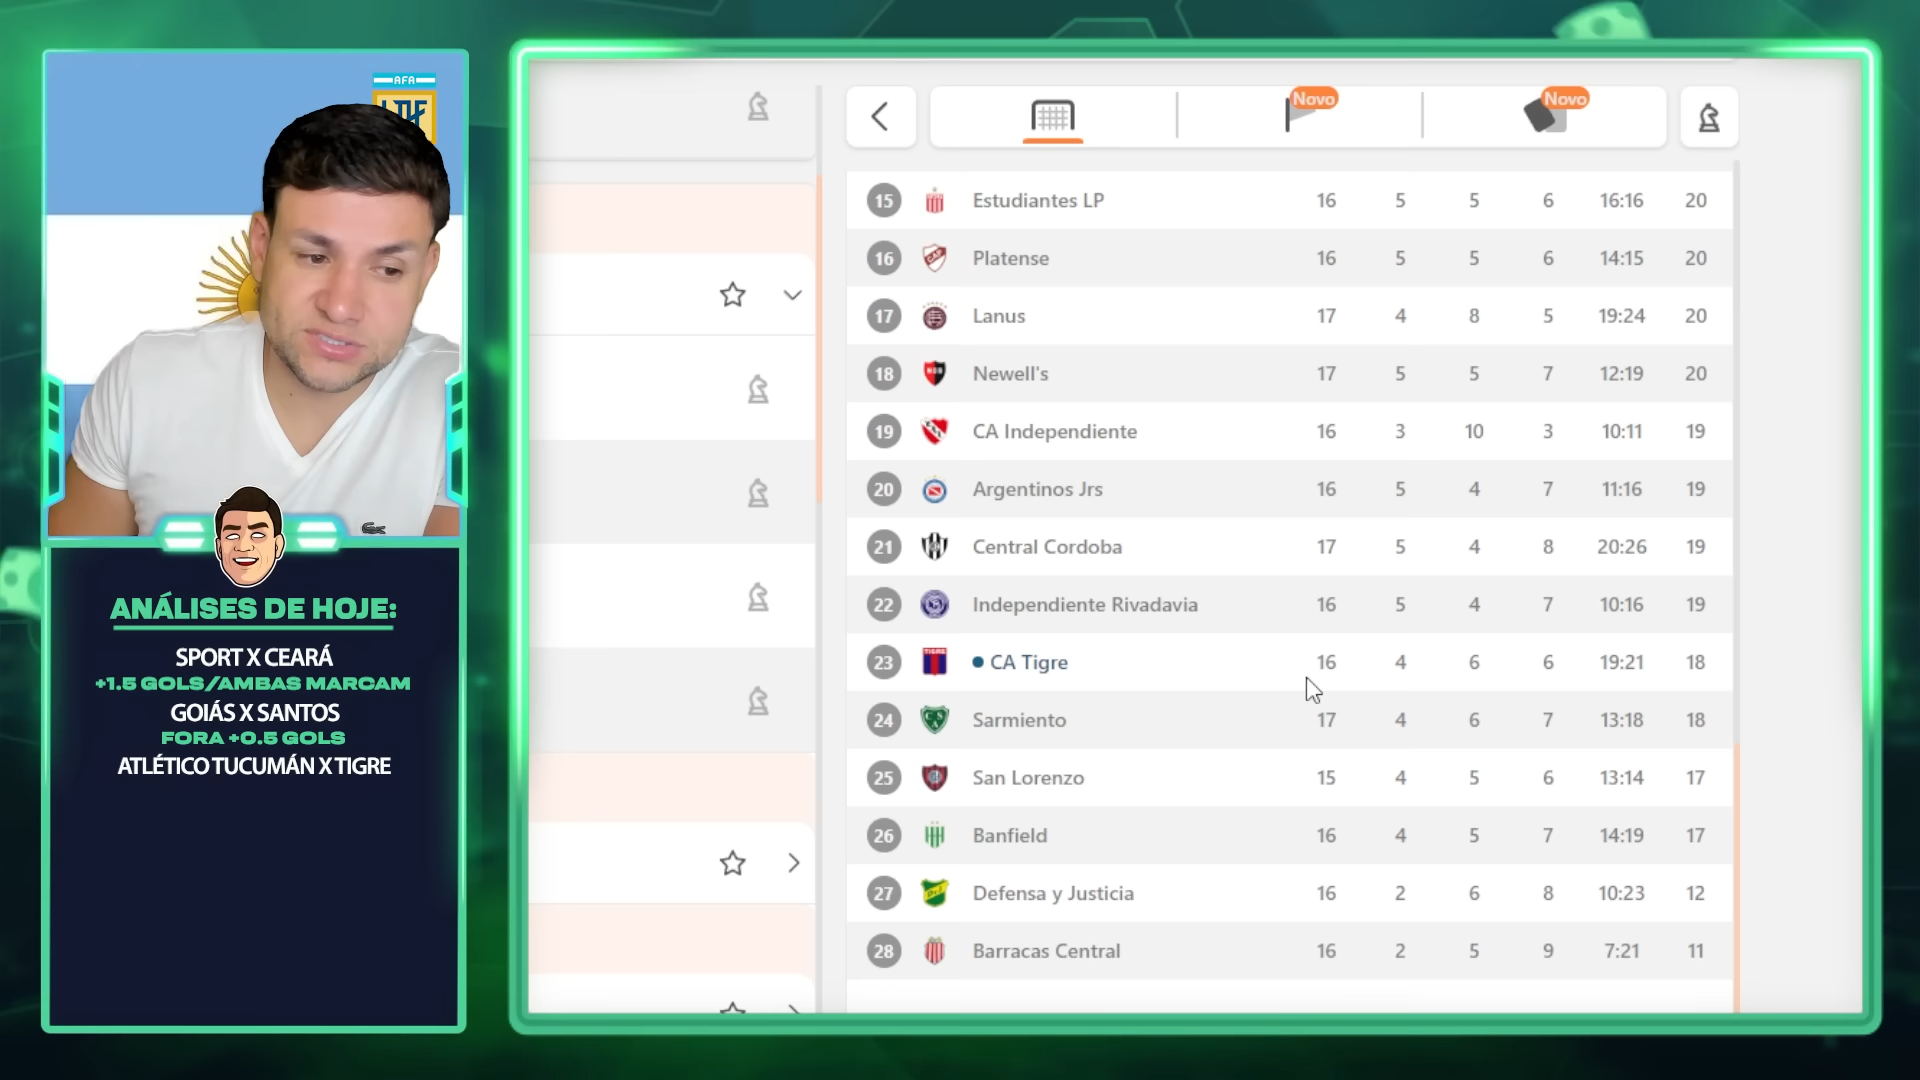 AFA
ANÁLISES DE HOJE:
SPORT X CEARÁ
+1.5 GOLS/AMBAS MARCAM
GOIÁS X SANTOS
FORA +0.5 GOLS
ATLÉTICO TUCUMÁN X TIGRE
Novo Novo
15 Estudiantes LP 16 5 5 6 16:16 20
16 Platense 16 5 5 6 14:15 20
17 Lanus 17 4 8 5 19:24 20
18 Newell's 17 5 5 7 12:19 20
19 CA Independiente 16 3 10 3 10:11 19
20 Argentinos Jrs 16 5 4 7 11:16 19
21 Central Cordoba 17 5 4 8 20:26 19
22 Independiente Rivadavia 16 5 4 7 10:16 19
23 CA Tigre 16 4 6 6 19:21 18
24 Sarmiento 17 4 6 7 13:18 18
25 San Lorenzo 15 4 5 6 13:14 17
26 Banfield 16 4 5 7 14:19 17
27 Defensa y Justicia 16 2 6 8 10:23 12
28 Barracas Central 16 2 5 9 7:21 11